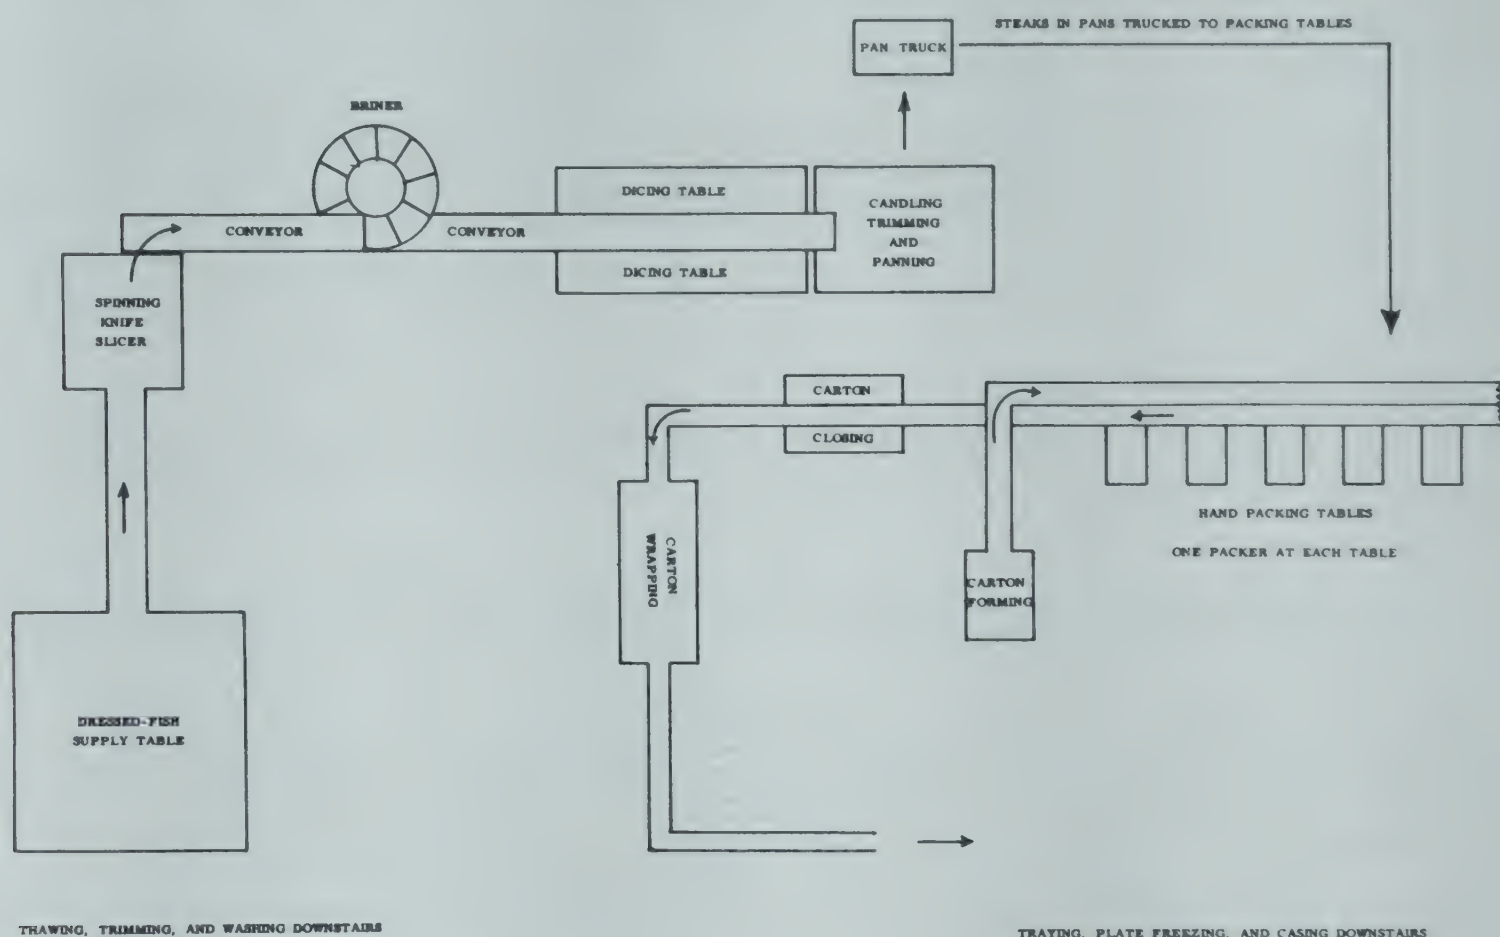 STEAKS IN PANS TRUCKED TO PACKING TABLES
PAN TRUCK
BRINER
DICING TABLE
CONVEYOR
CONVEYOR
DICING TABLE
CANDLING
TRIMMING
AND
PANNING
SPINNING
KNIFE
SLICER
CARTON
CLOSING
HAND PACKING TABLES
ONE PACKER AT EACH TABLE
CARTON
WRAPPING
CARTON
FORMING
DRESSED-FISH
SUPPLY TABLE
THAWING, TRIMMING, AND WASHING DOWNSTAIRS
TRAYING, PLATE FREEZING, AND CASING DOWNSTAIRS